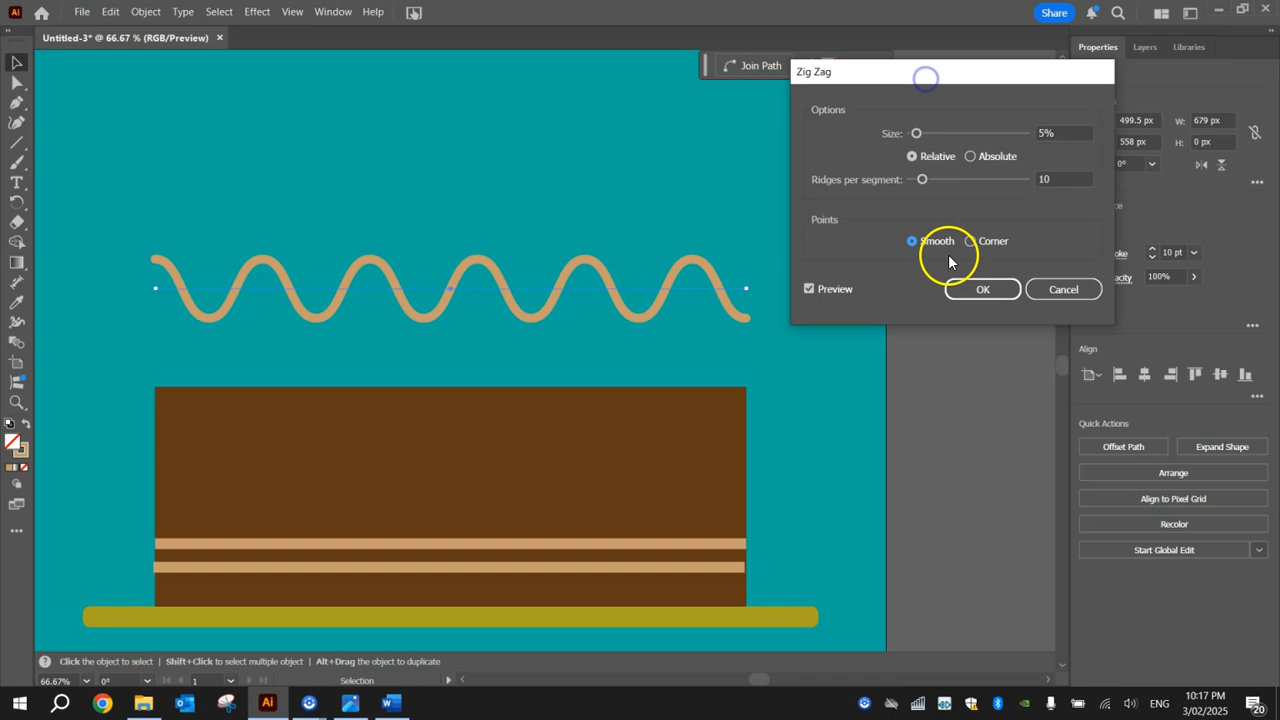 Ai File Edit Object Type Select Effect View Window Help Share
Untitled-3* @ 66.67 % (RGB/Preview) ×
Join Path
Properties Layers Libraries
Zig Zag
Options
Size: 5%
Relative Absolute
Ridges per segment: 10
Points
Smooth Corner
Preview OK Cancel
499.5 px W: 679 px
558 px H: 0 px
0°
10 pt
100%
Align
Quick Actions
Offset Path Expand Shape
Arrange
Align to Pixel Grid
Recolor
Start Global Edit
Click the object to select Shift+Click to select multiple object Alt+Drag the object to duplicate
66.67% 0° 1 Selection
Ai ENG 10:17 PM
3/02/2025 20